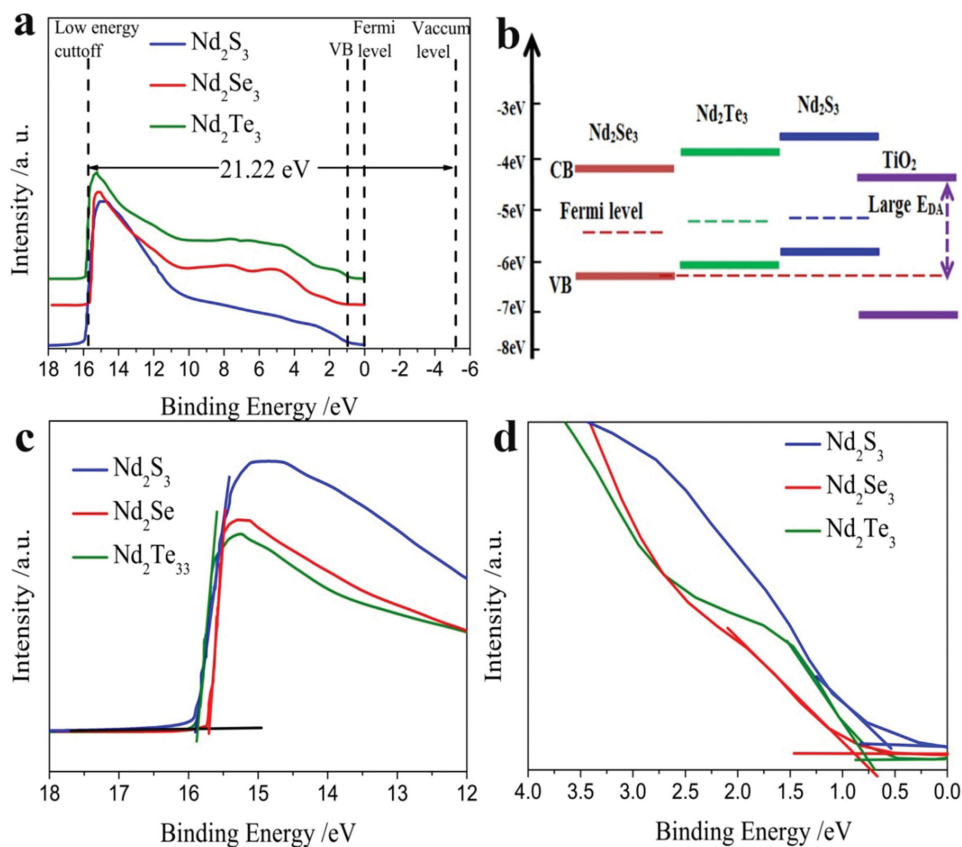 a
Low energy
cuttoff
Fermi
VB level
Vaccum
level
Nd₂S₃
Nd₂Se₃
Nd₂Te₃
21.22 eV
Intensity /a. u.
18 16 14 12 10 8 6 4 2 0 -2 -4 -6
Binding Energy /eV
b
-3eV
-4eV
-5eV
-6eV
-7eV
-8eV
Nd₂Se₃
Nd₂Te₃
Nd₂S₃
TiO₂
CB
Fermi level
Large E_DA
VB
c
Nd₂S₃
Nd₂Se
Nd₂Te₃₃
Intensity /a.u.
18 17 16 15 14 13 12
Binding Energy /eV
d
Nd₂S₃
Nd₂Se₃
Nd₂Te₃
Intensity /a.u.
4.0 3.5 3.0 2.5 2.0 1.5 1.0 0.5 0.0
Binding Energy /eV